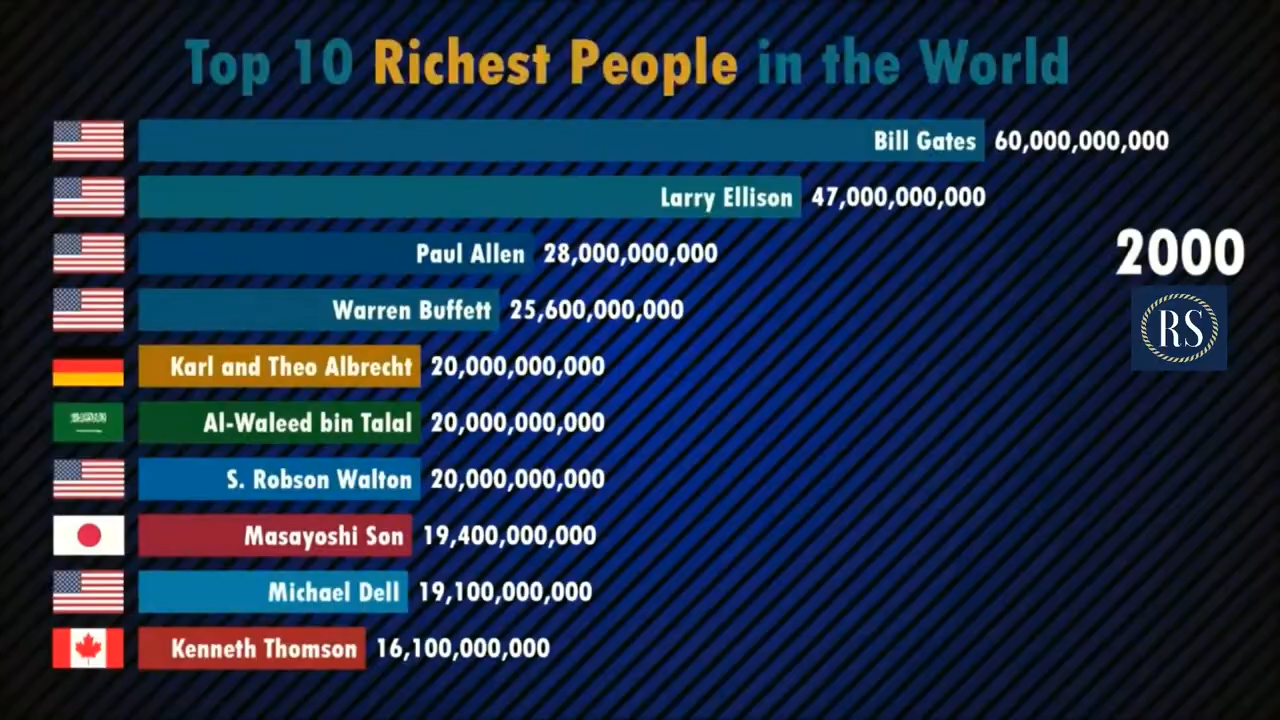 Top 10 Richest People in the World
Bill Gates 60,000,000,000
Larry Ellison 47,000,000,000
Paul Allen 28,000,000,000
2000
Warren Buffett 25,600,000,000
RS
Karl and Theo Albrecht 20,000,000,000
Al-Waleed bin Talal 20,000,000,000
S. Robson Walton 20,000,000,000
Masayoshi Son 19,400,000,000
Michael Dell 19,100,000,000
Kenneth Thomson 16,100,000,000